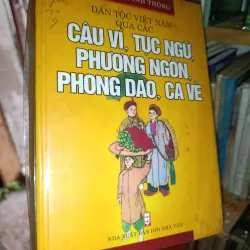 DÂN TỘC VIỆT NAM
QUA CÁC
CÂU VÍ, TỤC NGỮ,
PHƯƠNG NGÔN,
PHONG DAO, CA VÈ
NHÀ XUẤT BẢN HỘI NHÀ VĂN